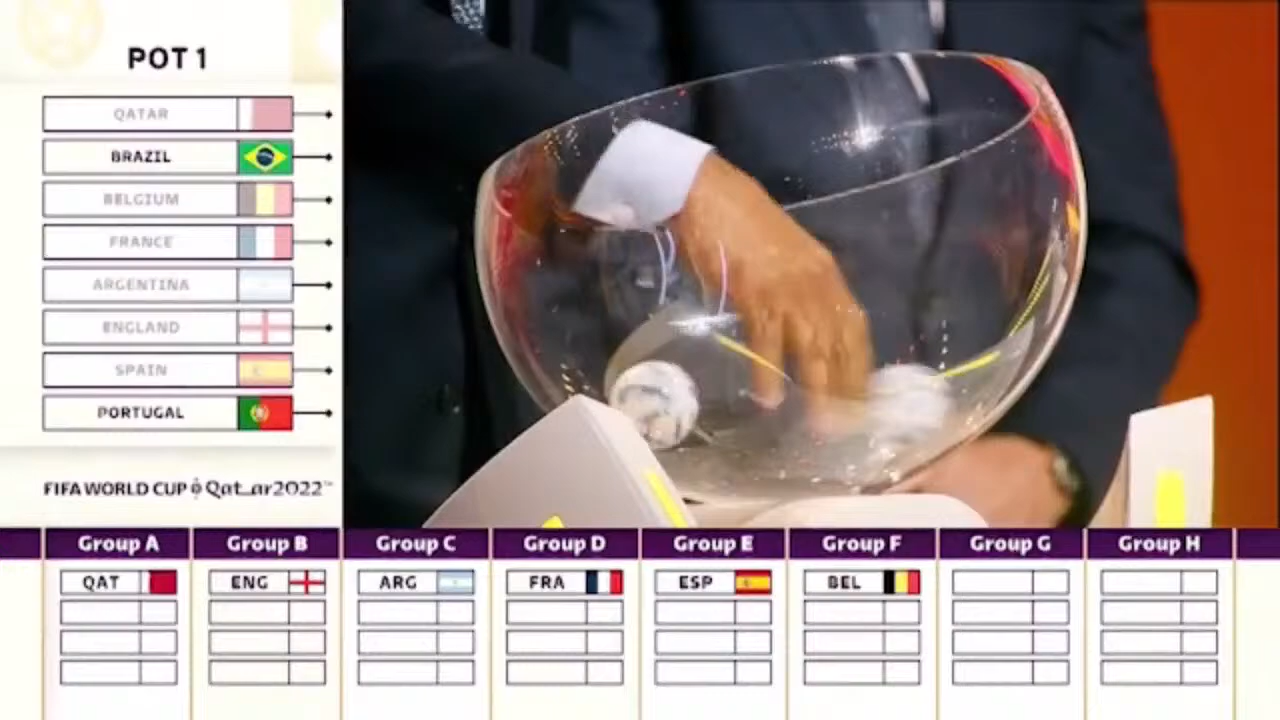 POT 1
QATAR
BRAZIL
BELGIUM
FRANCE
ARGENTINA
ENGLAND
SPAIN
PORTUGAL
FIFA WORLD CUP Qatar2022™
Group A Group B Group C Group D Group E Group F Group G Group H
QAT ENG ARG FRA ESP BEL